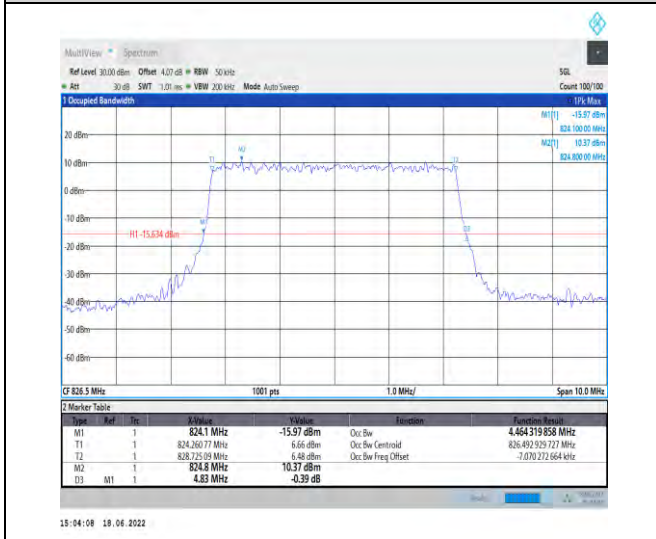 MultiView Spectrum
Ref Level 30.00 dBm Offset 4.07 dB RBW 50 kHz SGL
Att 30 dB SWT 1.01 ms VBW 200 kHz Mode Auto Sweep Count 100/100
1 Occupied Bandwidth 1Pk Max
M1[1] -15.97 dBm
824.100 00 MHz
M2[1] 10.37 dBm
824.800 00 MHz
20 dBm
M2
10 dBm
T1 T2
0 dBm
-10 dBm
M1 D3
H1 -15.634 dBm
-20 dBm
-30 dBm
-40 dBm
-50 dBm
-60 dBm
CF 826.5 MHz 1001 pts 1.0 MHz/ Span 10.0 MHz
2 Marker Table
Type Ref Trc X-Value Y-Value Function Function Result
M1 1 824.1 MHz -15.97 dBm Occ Bw 4.464 319 858 MHz
T1 1 824.260 77 MHz 6.66 dBm Occ Bw Centroid 826.492 929 727 MHz
T2 1 828.725 09 MHz 6.48 dBm Occ Bw Freq Offset -7.070 272 664 kHz
M2 1 824.8 MHz 10.37 dBm
D3 M1 1 4.83 MHz -0.39 dB
15:04:08 18.06.2022